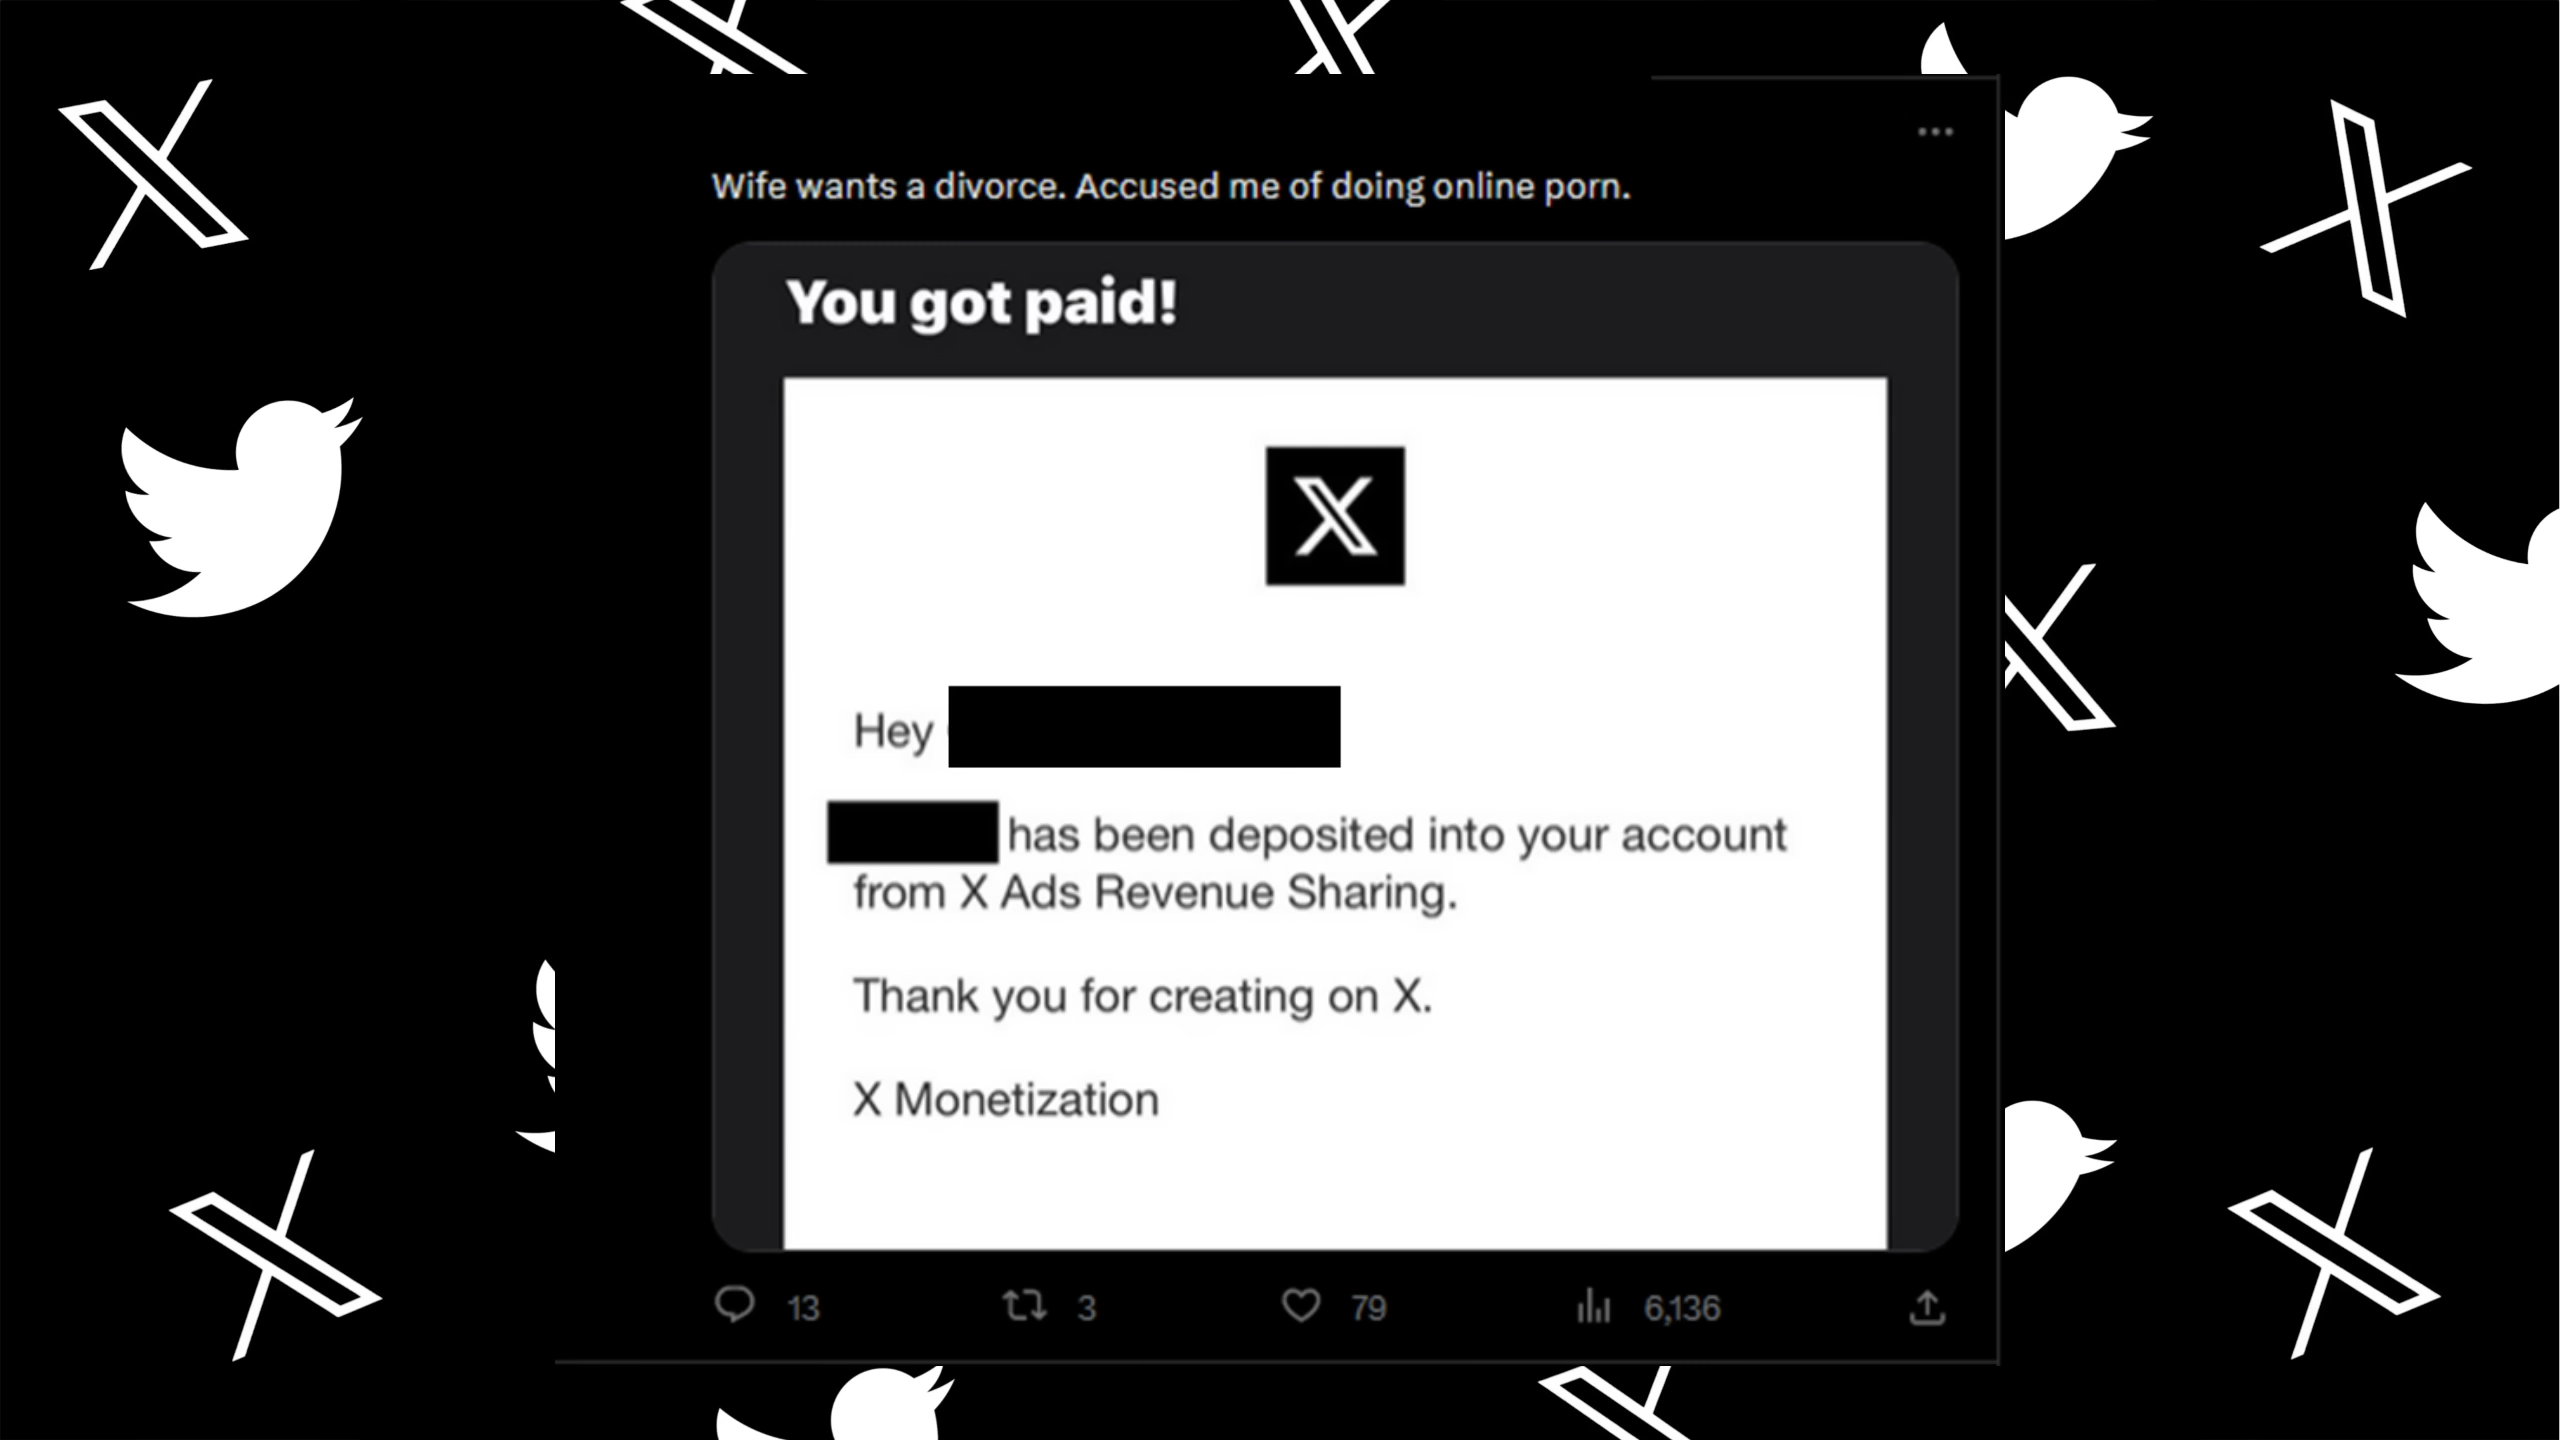 Wife wants a divorce. Accused me of doing online porn.
You got paid!
Hey
has been deposited into your account
from X Ads Revenue Sharing.
Thank you for creating on X.
X Monetization
13 3 79 6,136